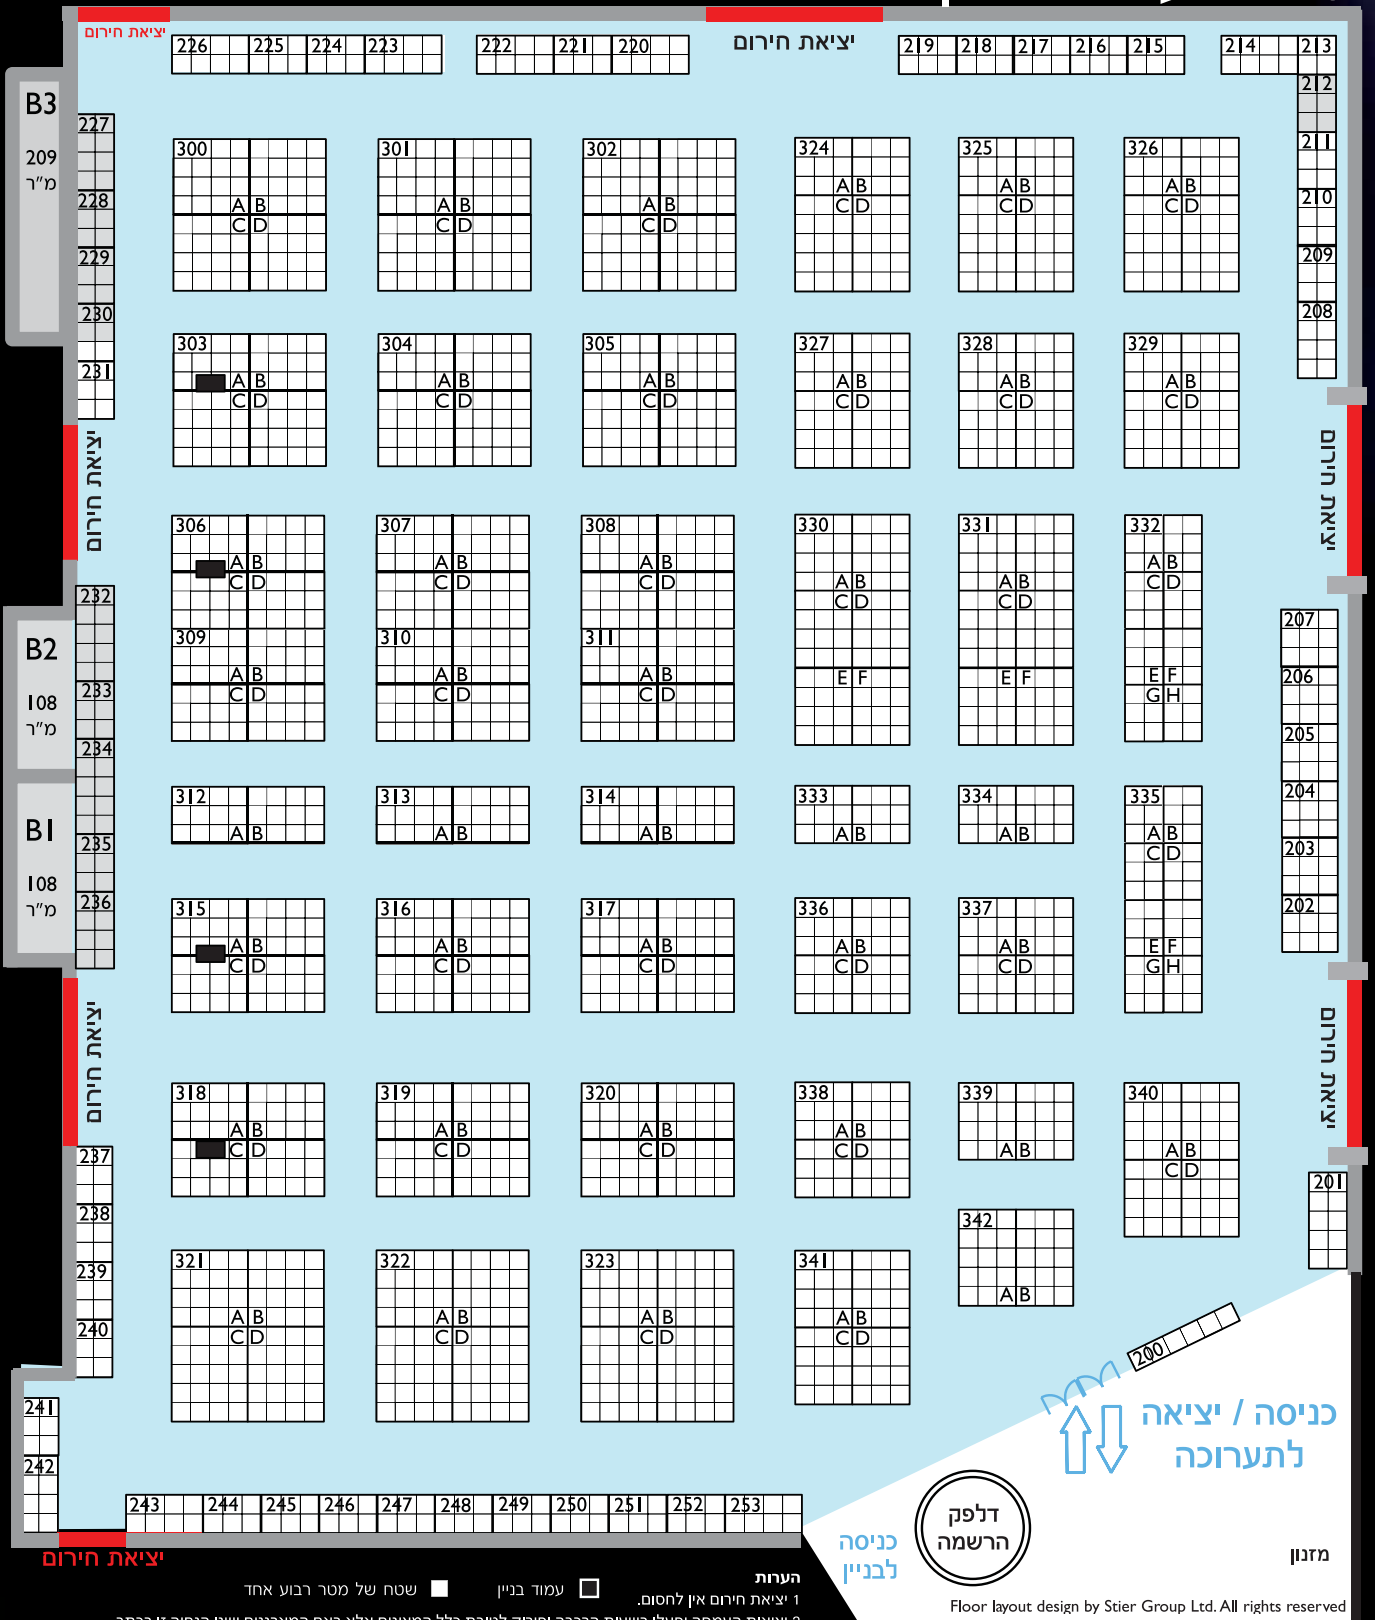 יציאת חירום
226 225 224 223 222 221 220
יציאת חירום
219 218 217 216 215 214 213
212
211
210
209
208
B3
209
מ"ר
227
228
229
230
231
300 A B C D
301 A B C D
302 A B C D
324 A B C D
325 A B C D
326 A B C D
303 A B C D
304 A B C D
305 A B C D
327 A B C D
328 A B C D
329 A B C D
יציאת חירום
יציאת חירום
306 A B C D
307 A B C D
308 A B C D
330 A B C D E F
331 A B C D E F
332 A B C D E F G H
232
233
234
235
236
B2
108
מ"ר
B1
108
מ"ר
309 A B C D
310 A B C D
311 A B C D
207
206
205
204
203
202
312 A B
313 A B
314 A B
333 A B
334 A B
335 A B C D E F G H
315 A B C D
316 A B C D
317 A B C D
336 A B C D
337 A B C D
יציאת חירום
יציאת חירום
318 A B C D
319 A B C D
320 A B C D
338 A B C D
339 A B
340 A B C D
237
238
239
240
201
342 A B
321 A B C D
322 A B C D
323 A B C D
341 A B C D
200
241
242
כניסה / יציאה
לתערוכה
243 244 245 246 247 248 249 250 251 252 253
יציאת חירום
דלפק
הרשמה
כניסה
לבניין
מזנון
הערות
עמוד בניין
שטח של מטר רבוע אחד
1 יציאת חירום אין לחסום.
Floor layout design by Stier Group Ltd. All rights reserved